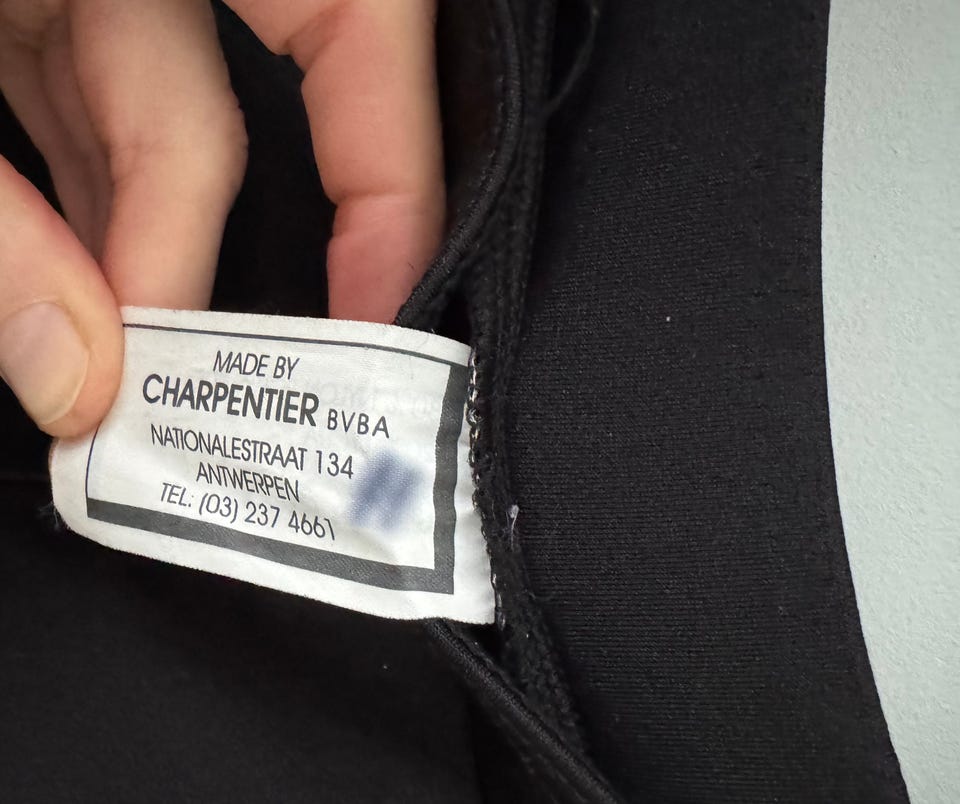 MADE BY
CHARPENTIER BVBA
NATIONALESTRAAT 134
ANTWERPEN
TEL: (03) 237 4661